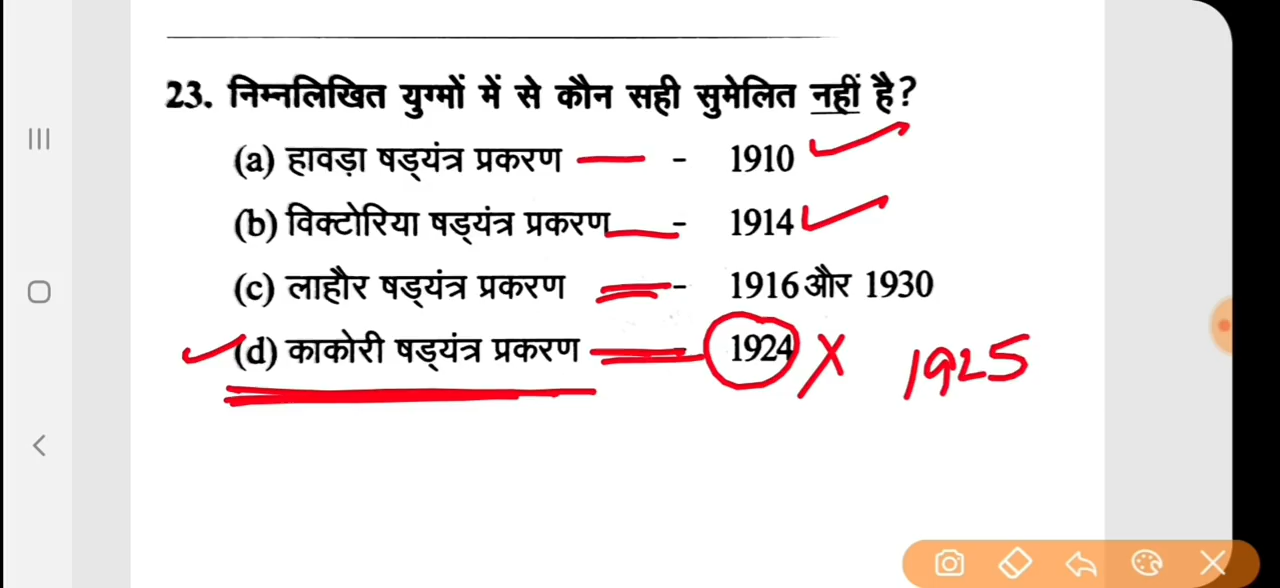 23. निम्नलिखित युग्मों में से कौन सही सुमेलित नहीं है?
(a) हावड़ा षड्यंत्र प्रकरण - 1910
(b) विक्टोरिया षड्यंत्र प्रकरण - 1914
(c) लाहौर षड्यंत्र प्रकरण - 1916 और 1930
(d) काकोरी षड्यंत्र प्रकरण - 1924 X 1925